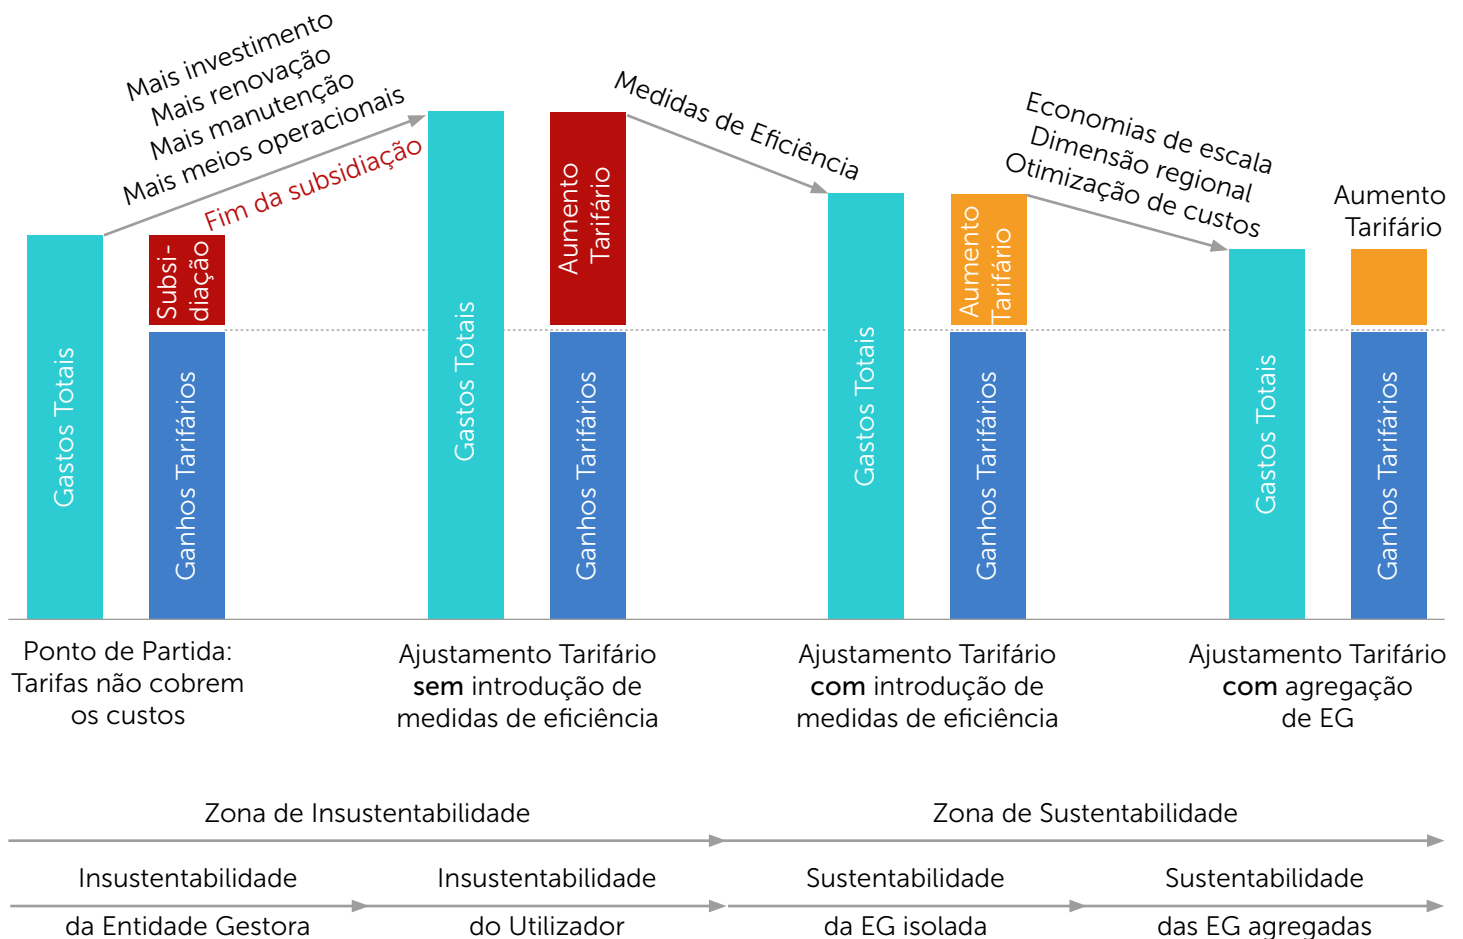 Mais investimento
Mais renovação
Mais manutenção
Mais meios operacionais
Fim da subsidiação
Medidas de Eficiência
Economias de escala
Dimensão regional
Otimização de custos
Aumento
Tarifário
Gastos Totais
Subsi-
diação
Ganhos Tarifários
Gastos Totais
Aumento
Tarifário
Ganhos Tarifários
Gastos Totais
Aumento
Tarifário
Ganhos Tarifários
Gastos Totais
Ganhos Tarifários
Ponto de Partida:
Tarifas não cobrem
os custos
Ajustamento Tarifário
sem introdução de
medidas de eficiência
Ajustamento Tarifário
com introdução de
medidas de eficiência
Ajustamento Tarifário
com agregação
de EG
Zona de Insustentabilidade
Zona de Sustentabilidade
Insustentabilidade
da Entidade Gestora
Insustentabilidade
do Utilizador
Sustentabilidade
da EG isolada
Sustentabilidade
das EG agregadas